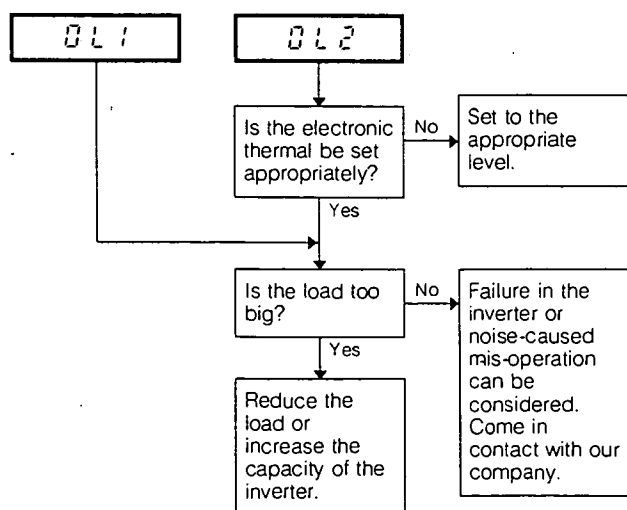 OL1
OL2
Is the electronic
thermal be set
appropriately?
No
Set to the
appropriate
level.
Yes
Is the load too
big?
No
Failure in the
inverter or
noise-caused
mis-operation
can be
considered.
Come in
contact with our
company.
Yes
Reduce the
load or
increase the
capacity of the
inverter.